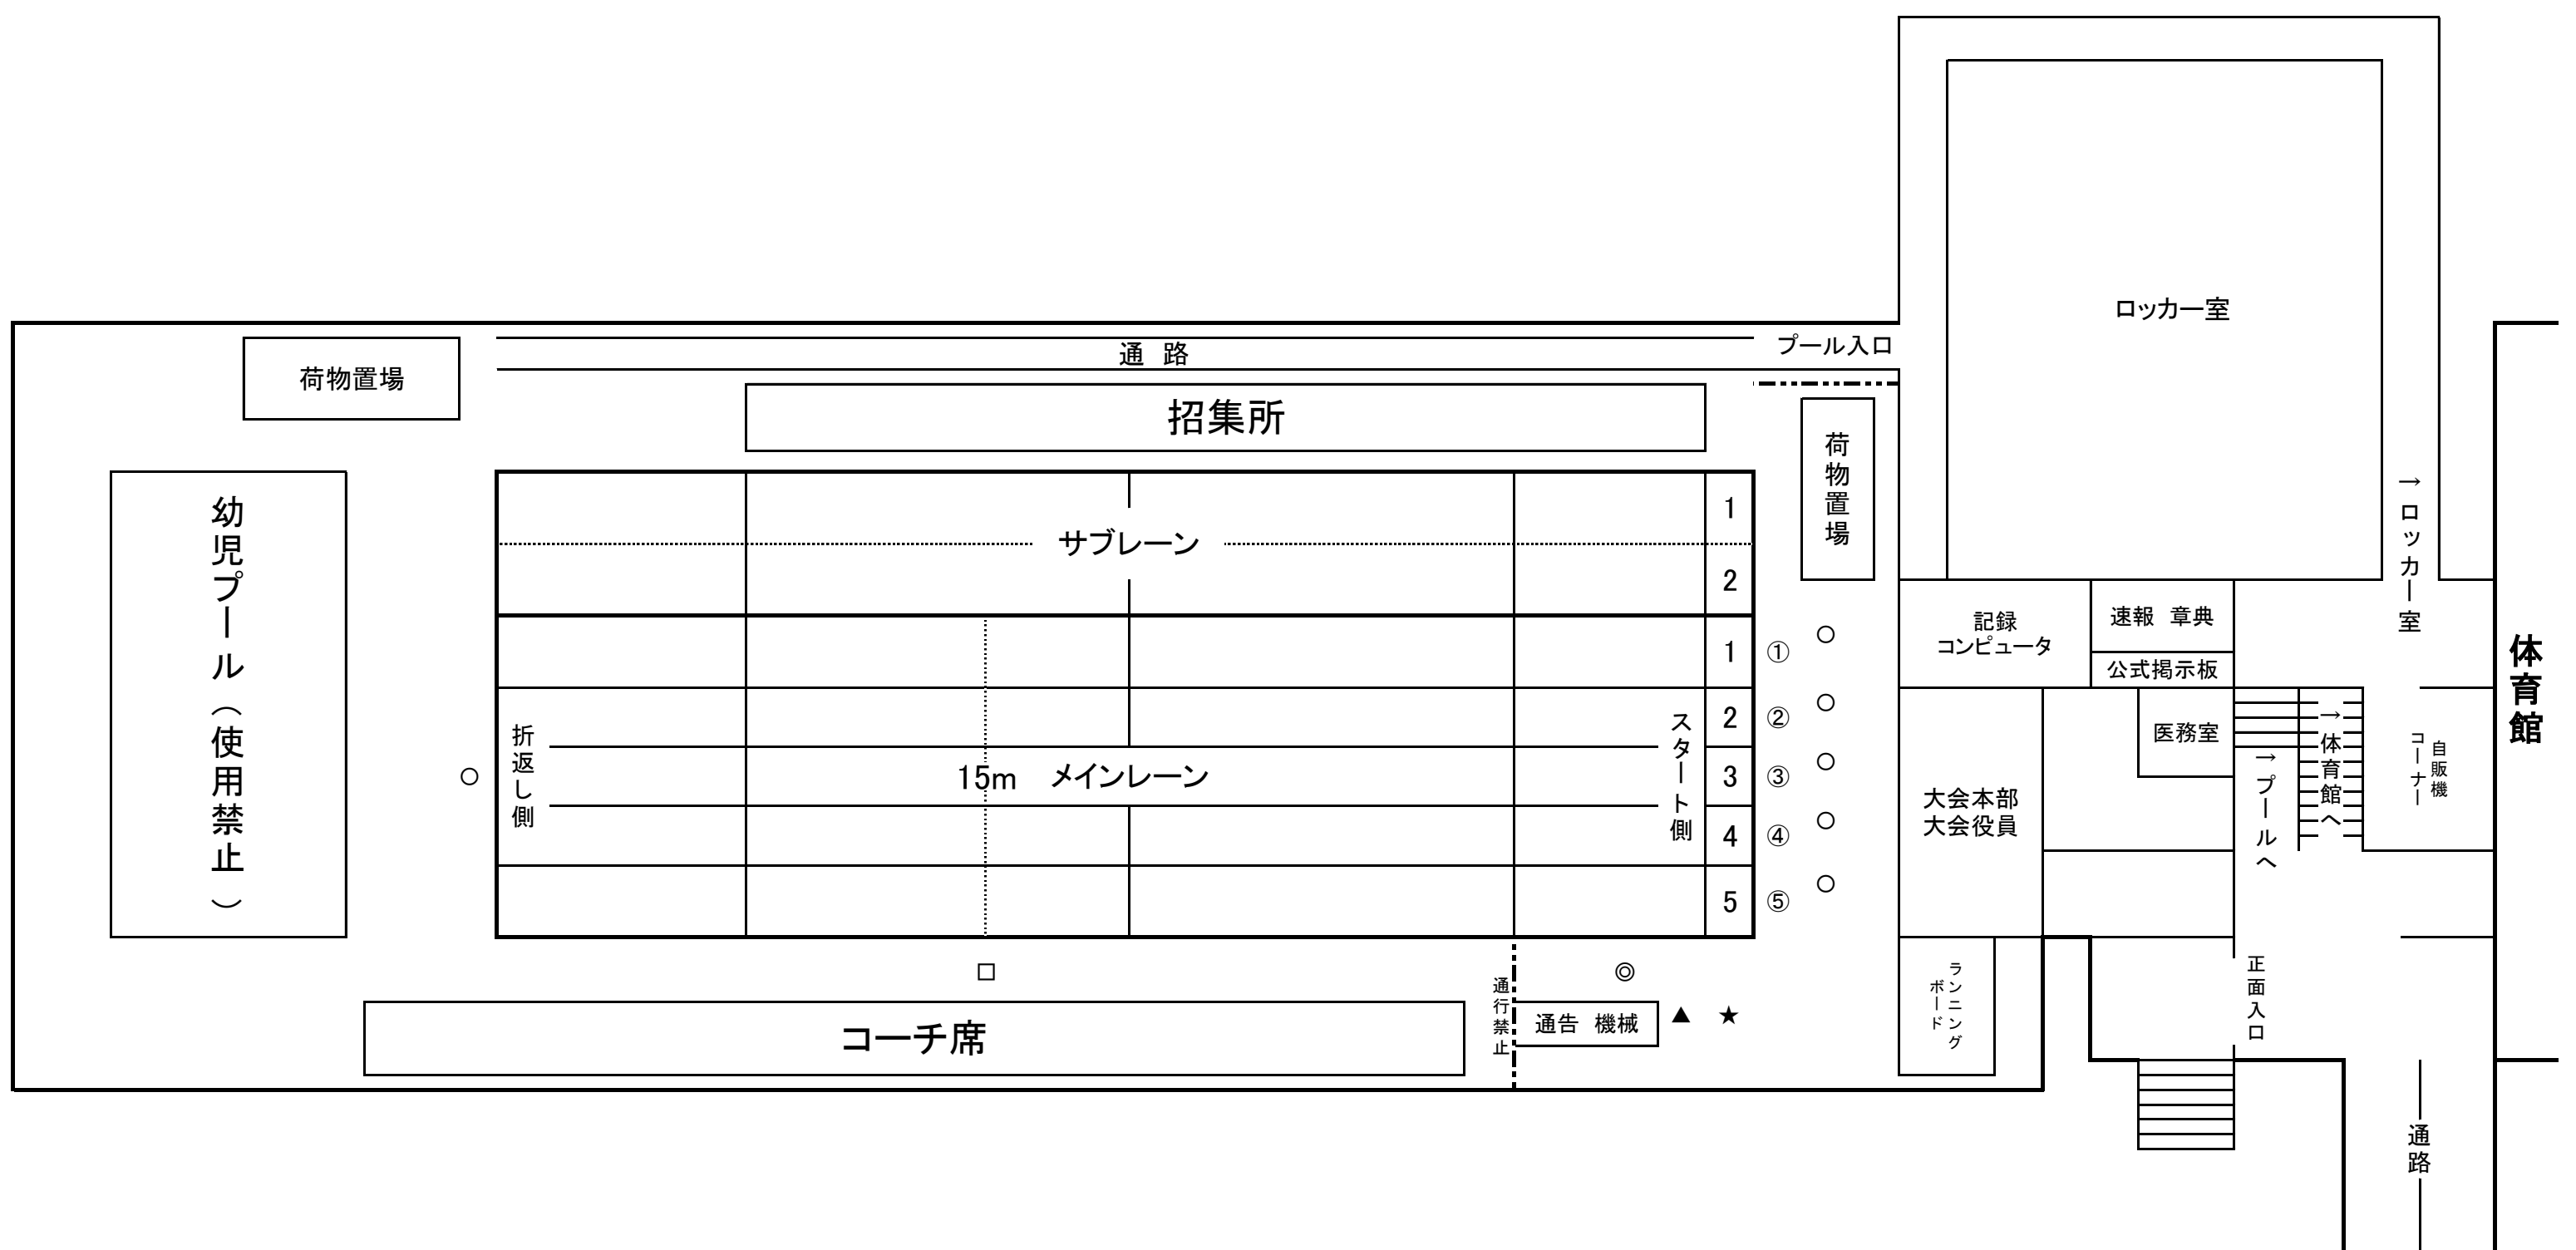 ロッカー室
プール入口
通 路
荷物置場
招集所
荷物置場
→ロッカー室
体育館
幼児プール（使用禁止）
サブレーン
1
2
1
2
3
4
5
①
②
③
④
⑤
○
○
○
○
○
○
折返し側
15m メインレーン
スタート側
記録
コンピュータ
速報 章典
公式掲示板
医務室
→プールへ
→体育館へ
自販機
コーナー
大会本部
大会役員
□
◎
通行禁止
コーチ席
通告 機械
▲ ★
ランニング
ボード
正面入口
通路